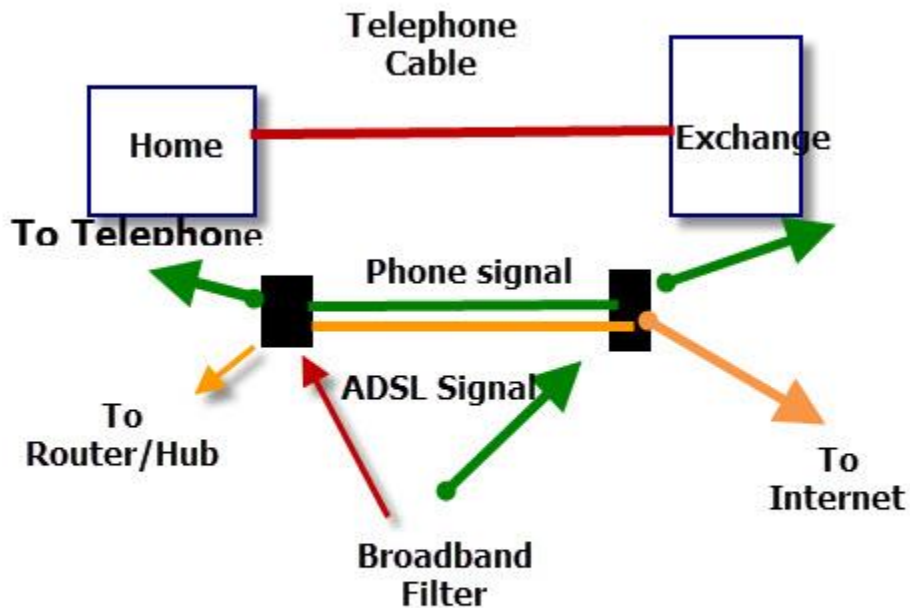 Telephone
Cable
Home
Exchange
To Telephone
Phone signal
ADSL Signal
To
Router/Hub
To
Internet
Broadband
Filter